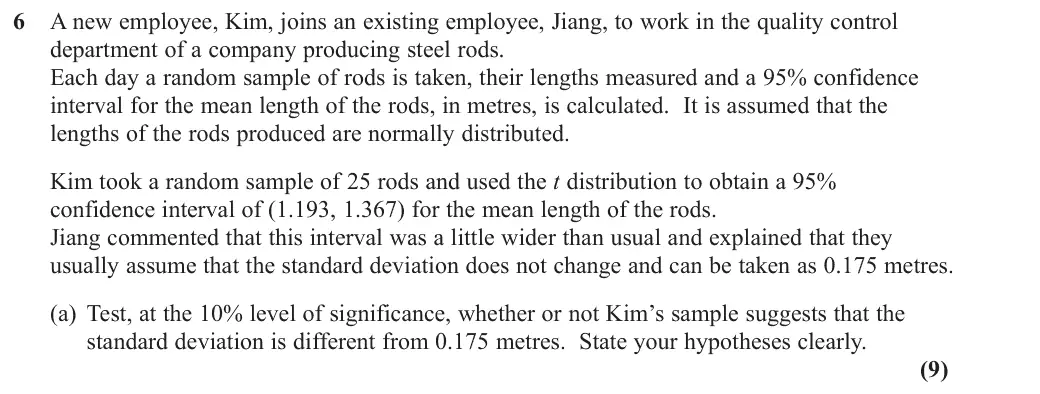 6 A new employee, Kim, joins an existing employee, Jiang, to work in the quality control
department of a company producing steel rods.
Each day a random sample of rods is taken, their lengths measured and a 95% confidence
interval for the mean length of the rods, in metres, is calculated. It is assumed that the
lengths of the rods produced are normally distributed.
Kim took a random sample of 25 rods and used the t distribution to obtain a 95%
confidence interval of (1.193, 1.367) for the mean length of the rods.
Jiang commented that this interval was a little wider than usual and explained that they
usually assume that the standard deviation does not change and can be taken as 0.175 metres.
(a) Test, at the 10% level of significance, whether or not Kim's sample suggests that the
standard deviation is different from 0.175 metres. State your hypotheses clearly.
(9)